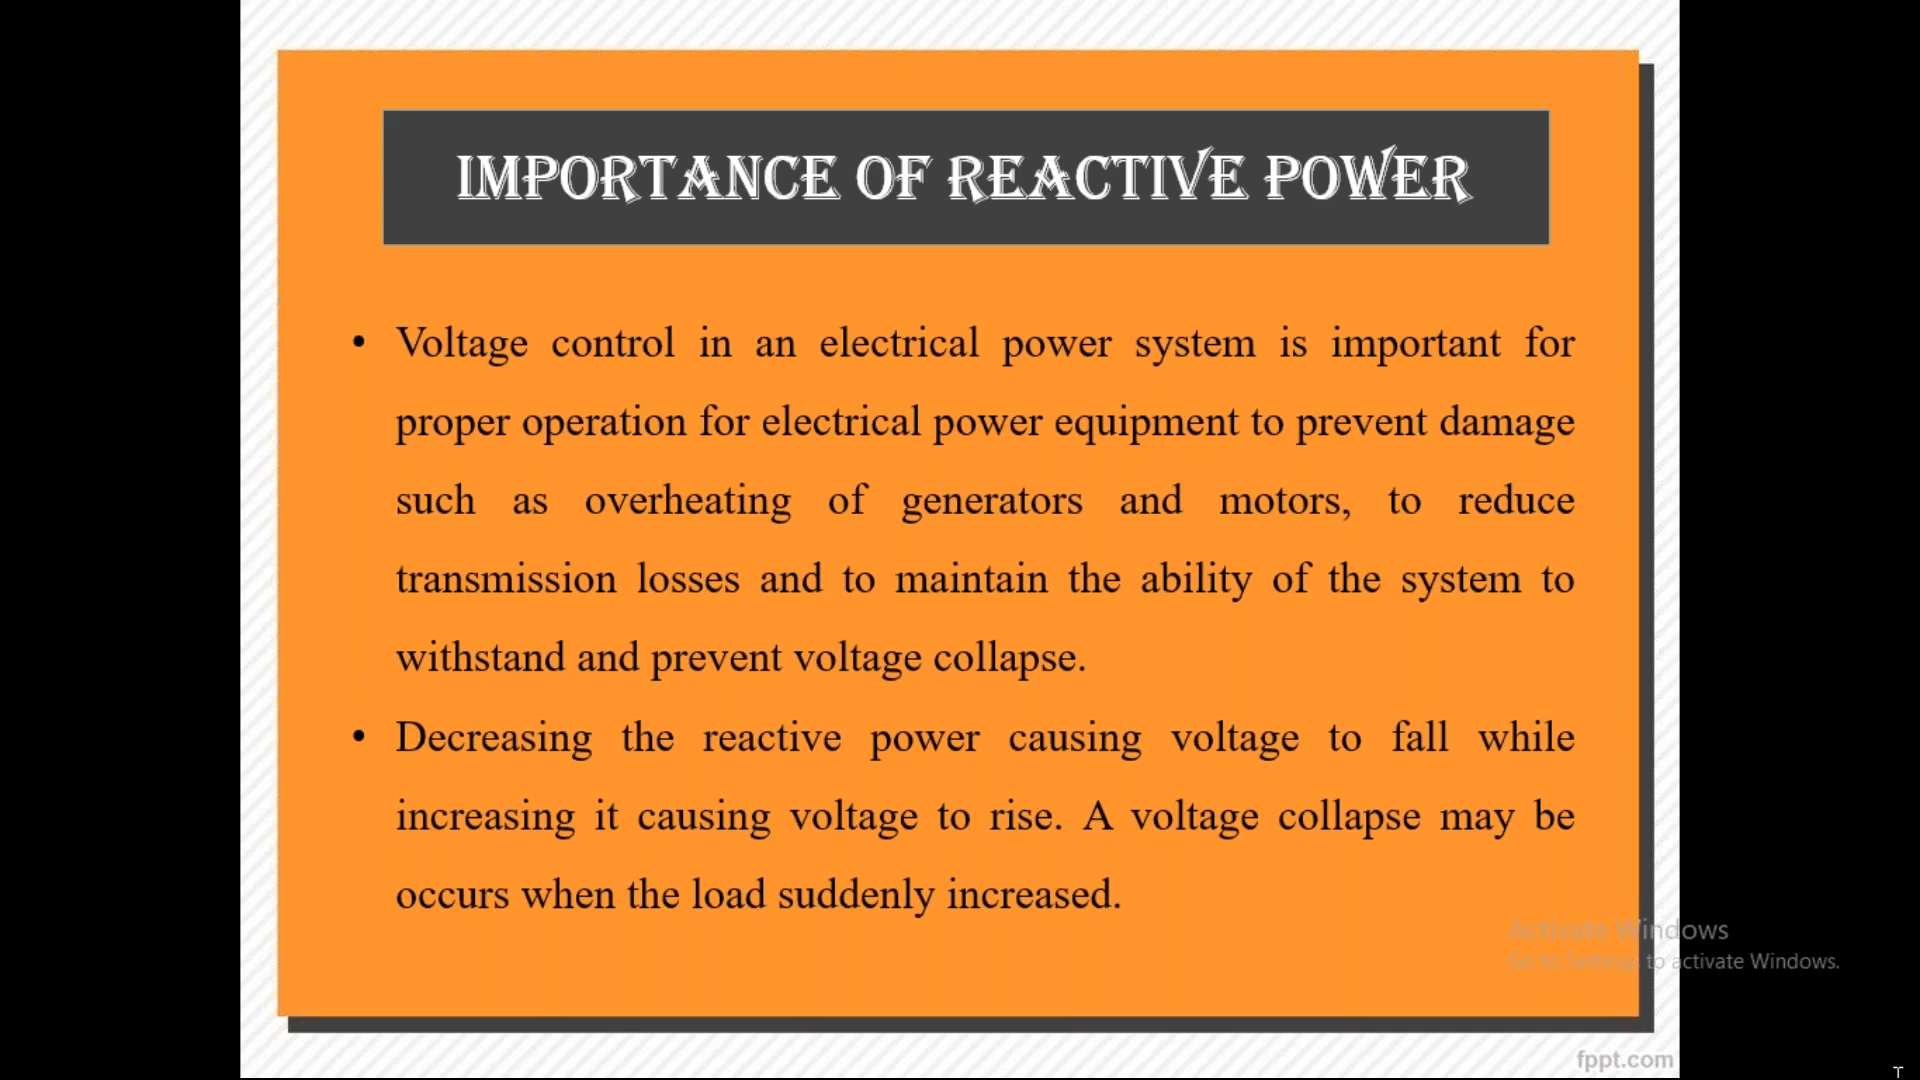 IMPORTANCE OF REACTIVE POWER
• Voltage control in an electrical power system is important for
proper operation for electrical power equipment to prevent damage
such as overheating of generators and motors, to reduce
transmission losses and to maintain the ability of the system to
withstand and prevent voltage collapse.
• Decreasing the reactive power causing voltage to fall while
increasing it causing voltage to rise. A voltage collapse may be
occurs when the load suddenly increased.
Activate Windows
Go to Settings to activate Windows.
fppt.com